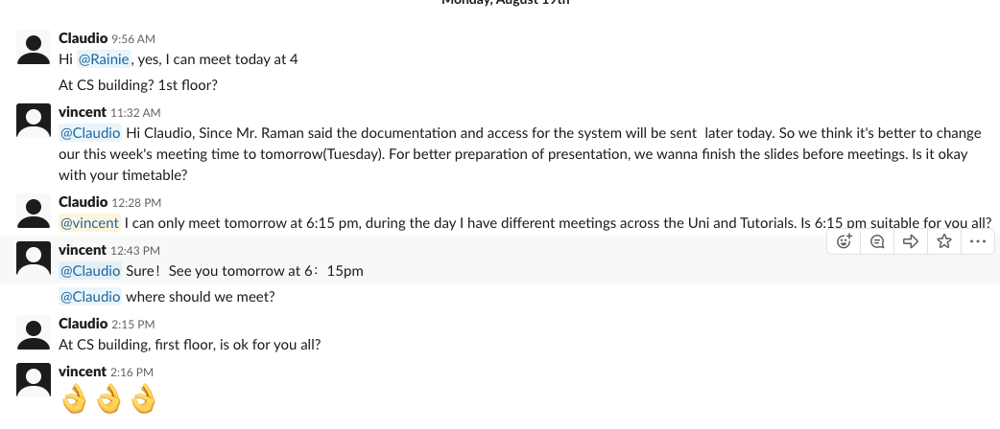 Monday, August 19th
Claudio 9:56 AM
Hi @Rainie, yes, I can meet today at 4
At CS building? 1st floor?
vincent 11:32 AM
@Claudio Hi Claudio, Since Mr. Raman said the documentation and access for the system will be sent later today. So we think it's better to change
our this week's meeting time to tomorrow(Tuesday). For better preparation of presentation, we wanna finish the slides before meetings. Is it okay
with your timetable?
Claudio 12:28 PM
@vincent I can only meet tomorrow at 6:15 pm, during the day I have different meetings across the Uni and Tutorials. Is 6:15 pm suitable for you all?
vincent 12:43 PM
@Claudio Sure！See you tomorrow at 6：15pm
@Claudio where should we meet?
Claudio 2:15 PM
At CS building, first floor, is ok for you all?
vincent 2:16 PM
👌👌👌